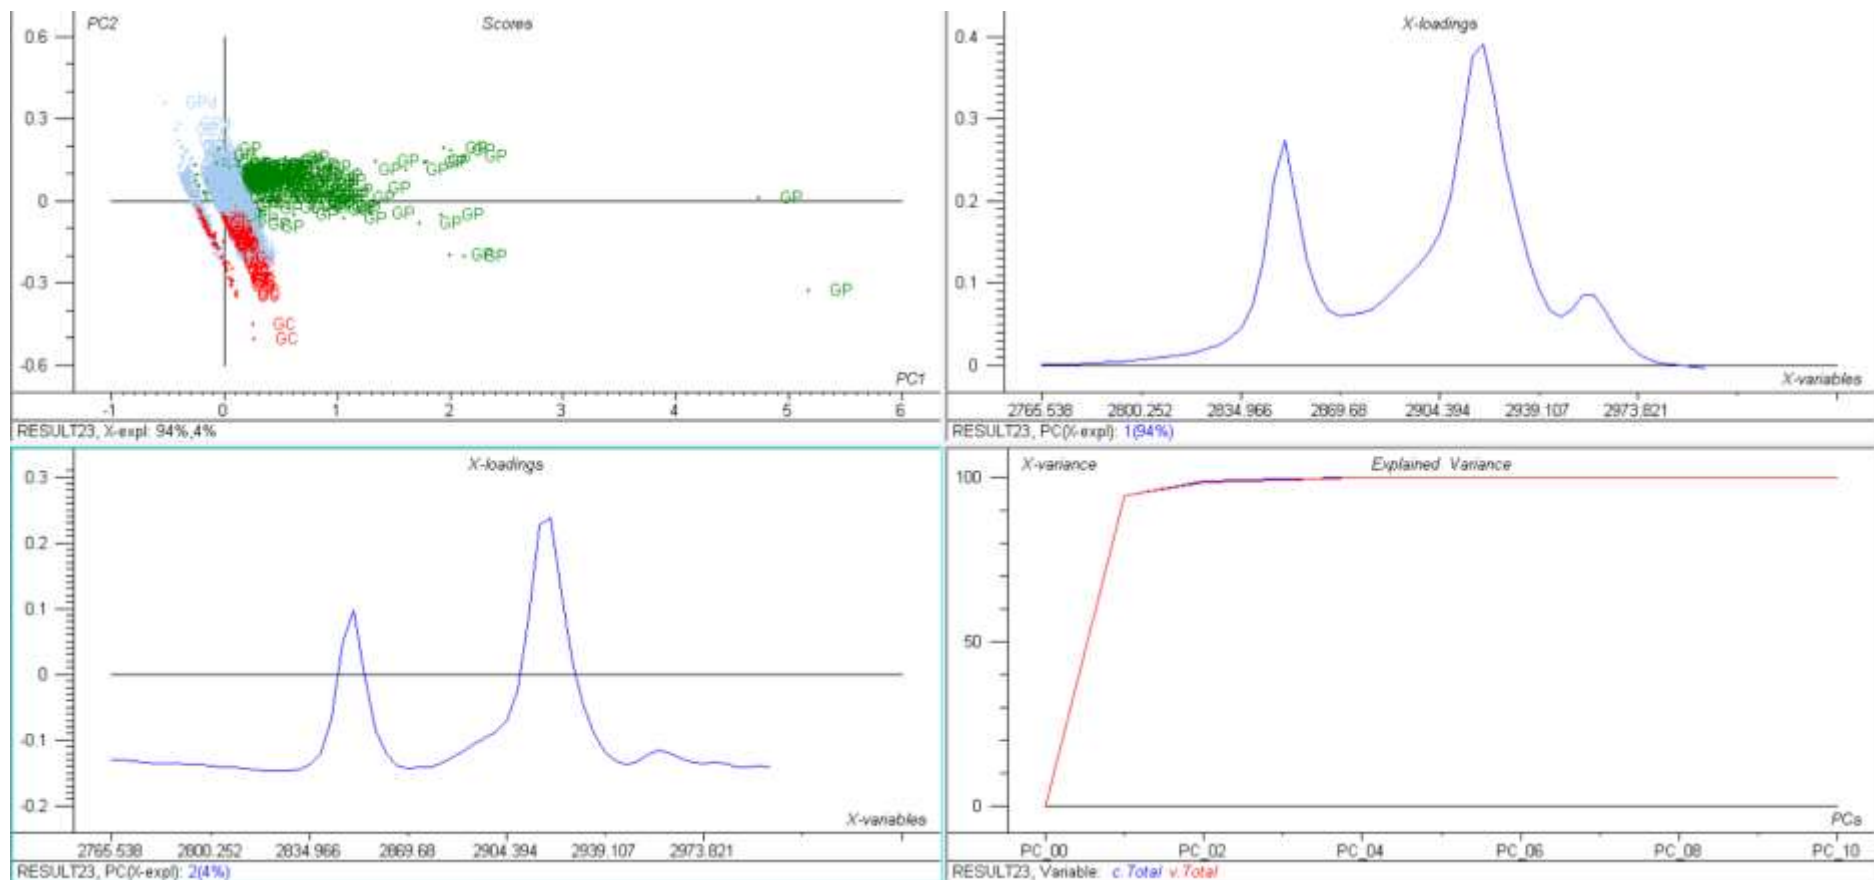 PC2
Scores
0.6
0.3
0
-0.3
-0.6
GP
GP
GP
GC
GC
PC1
-1 0 1 2 3 4 5 6
RESULT23, X-expl: 94%,4%
X-loadings
0.4
0.3
0.2
0.1
0
X-variables
2765.538 2800.252 2834.966 2869.68 2904.394 2939.107 2973.821
RESULT23, PC(X-expl): 1(94%)
X-loadings
0.3
0.2
0.1
0
-0.1
-0.2
X-variables
2765.538 2800.252 2834.966 2869.68 2904.394 2939.107 2973.821
RESULT23, PC(X-expl): 2(4%)
X-variance
Explained Variance
100
50
0
PCs
PC_00 PC_02 PC_04 PC_06 PC_08 PC_10
RESULT23, Variable: c.Total v.Total